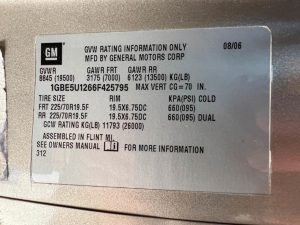 GM
GVW RATING INFORMATION ONLY 08/06
MFD BY GENERAL MOTORS CORP
GVWR GAWR FRT GAWR RR
8845 (19500) 3175 (7000) 6123 (13500) KG(LB)
1GBE5U1266F425795 MAX VERT CG=70 IN.
TIRE SIZE RIM KPA(PSI) COLD
FRT 225/70R19.5F 19.5X6.75DC 660(095)
RR 225/70R19.5F 19.5X6.75DC 660(095) DUAL
GCW RATING KG(LB) 11793 (26000)
ASSEMBLED IN FLINT MI.
SEE OWNERS MANUAL i FOR MORE INFORMATION
312